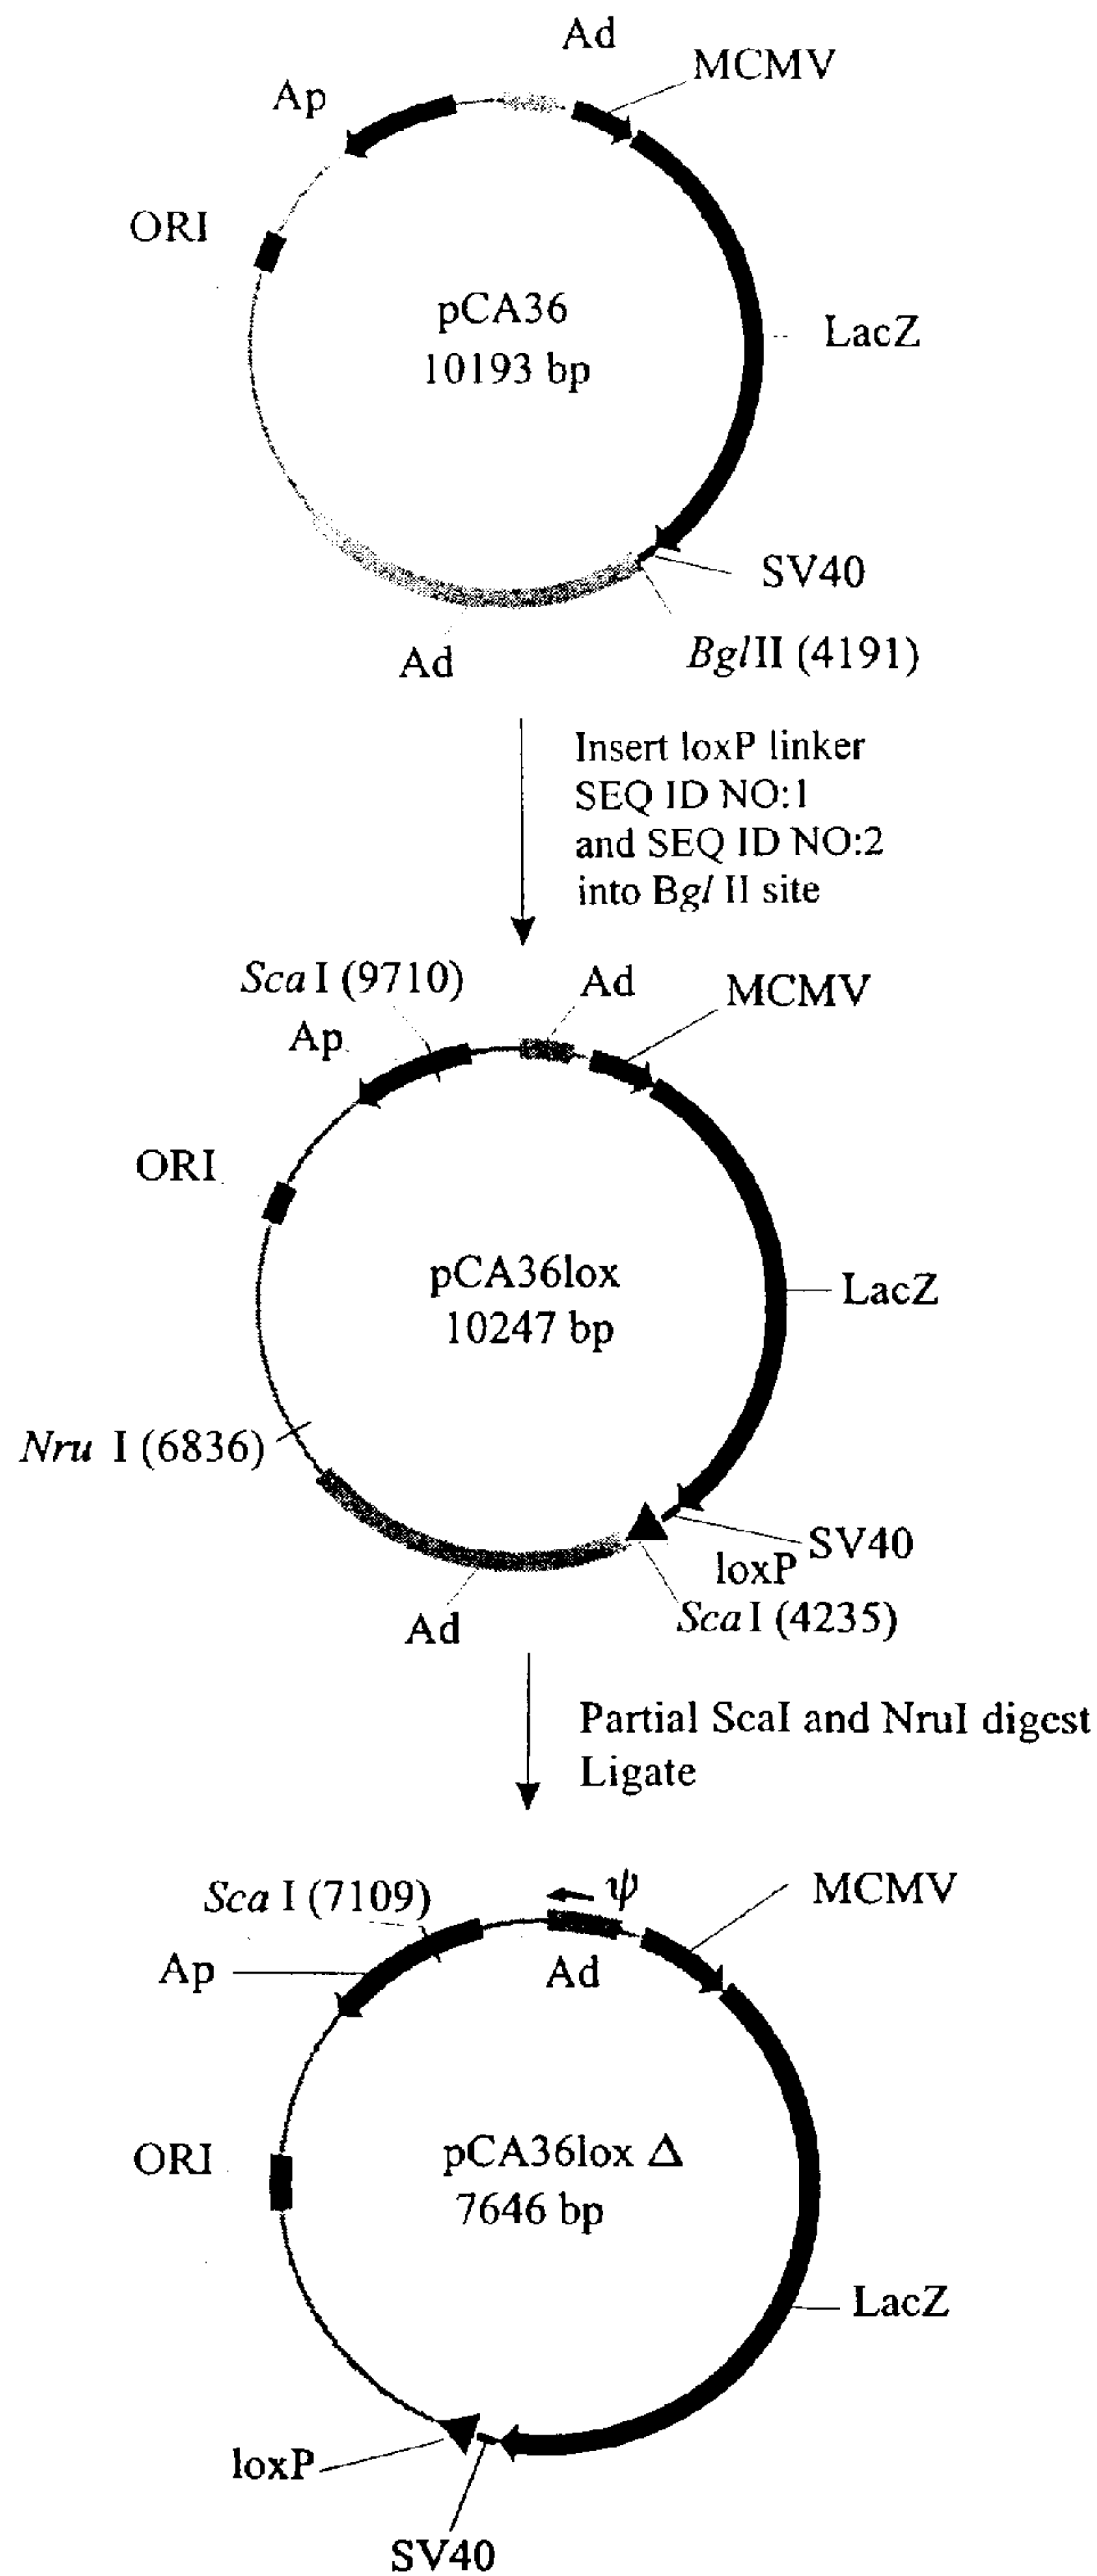 Ad
MCMV
Ap
ORI
pCA36
10193 bp
LacZ
SV40
BglII (4191)
Ad
Insert loxP linker
SEQ ID NO:1
and SEQ ID NO:2
into Bgl II site
Sca I (9710)
Ad
MCMV
Ap
ORI
pCA36lox
10247 bp
LacZ
Nru I (6836)
SV40
loxP
Sca I (4235)
Ad
Partial ScaI and NruI digest
Ligate
Sca I (7109)
ψ
MCMV
Ap
Ad
ORI
pCA36lox Δ
7646 bp
LacZ
loxP
SV40